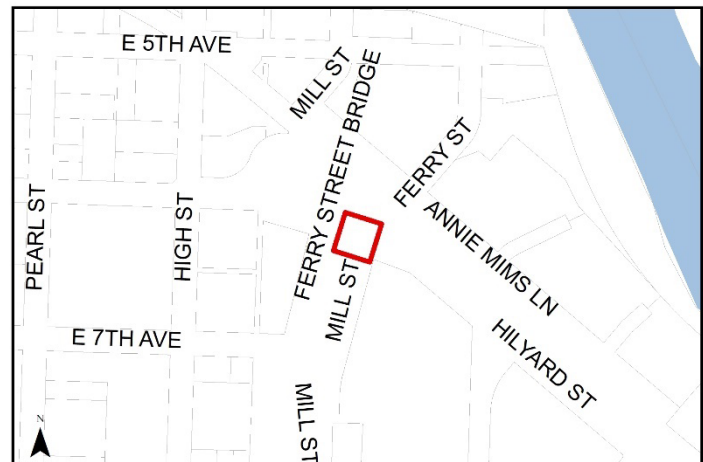 E 5TH AVE
MILL ST
FERRY STREET BRIDGE
FERRY ST
ANNIE MIMS LN
PEARL ST
HIGH ST
MILL ST
HILYARD ST
E 7TH AVE
MILL ST
N